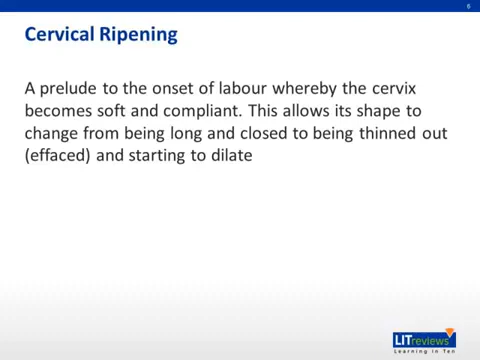 6
Cervical Ripening
A prelude to the onset of labour whereby the cervix
becomes soft and compliant. This allows its shape to
change from being long and closed to being thinned out
(effaced) and starting to dilate
LITreviews
Learning in Ten